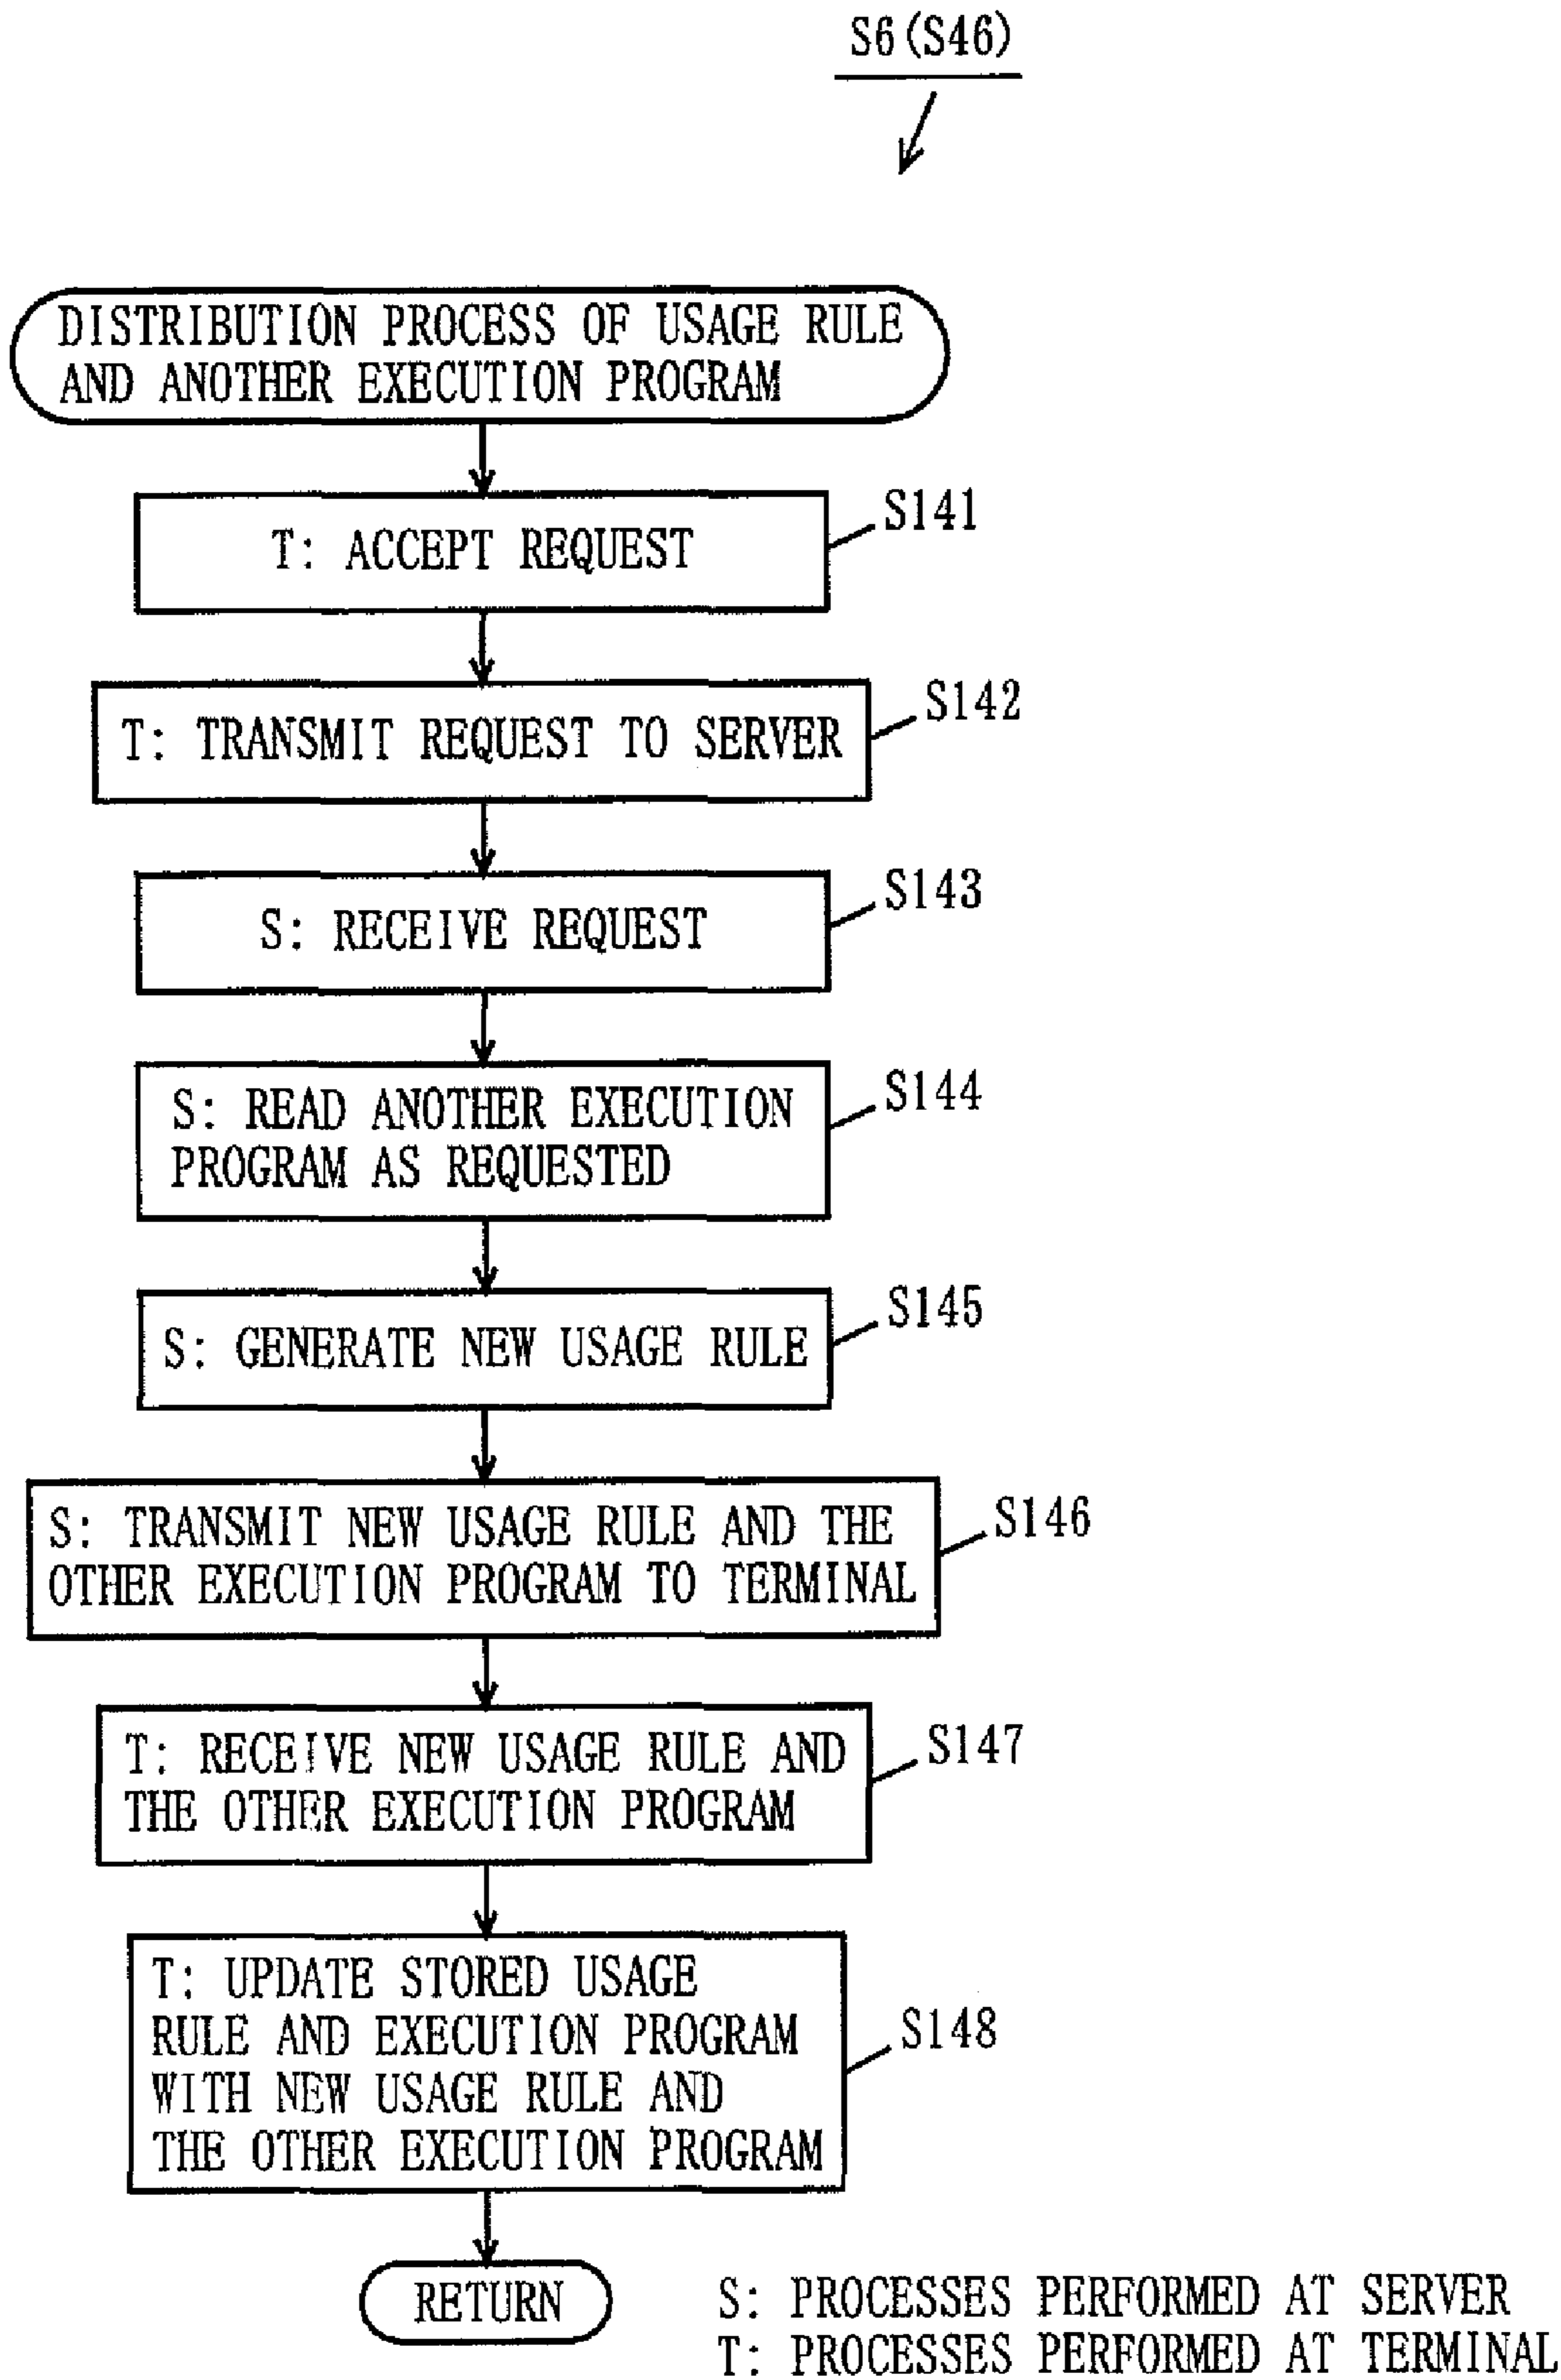 S6(S46)
DISTRIBUTION PROCESS OF USAGE RULE
AND ANOTHER EXECUTION PROGRAM
T: ACCEPT REQUEST
S141
T: TRANSMIT REQUEST TO SERVER
S142
S: RECEIVE REQUEST
S143
S: READ ANOTHER EXECUTION
PROGRAM AS REQUESTED
S144
S: GENERATE NEW USAGE RULE
S145
S: TRANSMIT NEW USAGE RULE AND THE
OTHER EXECUTION PROGRAM TO TERMINAL
S146
T: RECEIVE NEW USAGE RULE AND
THE OTHER EXECUTION PROGRAM
S147
T: UPDATE STORED USAGE
RULE AND EXECUTION PROGRAM
WITH NEW USAGE RULE AND
THE OTHER EXECUTION PROGRAM
S148
RETURN
S: PROCESSES PERFORMED AT SERVER
T: PROCESSES PERFORMED AT TERMINAL